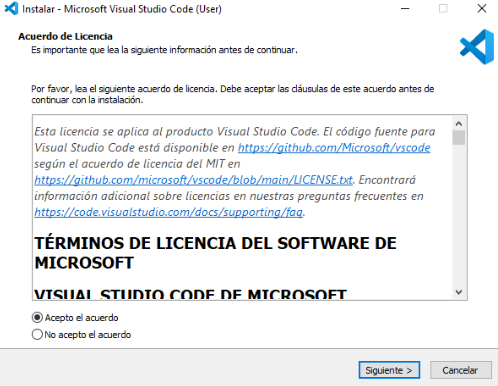 Instalar - Microsoft Visual Studio Code (User)
Acuerdo de Licencia
Es importante que lea la siguiente información antes de continuar.
Por favor, lea el siguiente acuerdo de licencia. Debe aceptar las cláusulas de este acuerdo antes de
continuar con la instalación.
Esta licencia se aplica al producto Visual Studio Code. El código fuente para
Visual Studio Code está disponible en https://github.com/Microsoft/vscode
según el acuerdo de licencia del MIT en
https://github.com/microsoft/vscode/blob/main/LICENSE.txt. Encontrará
información adicional sobre licencias en nuestras preguntas frecuentes en
https://code.visualstudio.com/docs/supporting/faq.
TÉRMINOS DE LICENCIA DEL SOFTWARE DE
MICROSOFT
VISUAL STUDIO CODE DE MICROSOFT
Acepto el acuerdo
No acepto el acuerdo
Siguiente > Cancelar